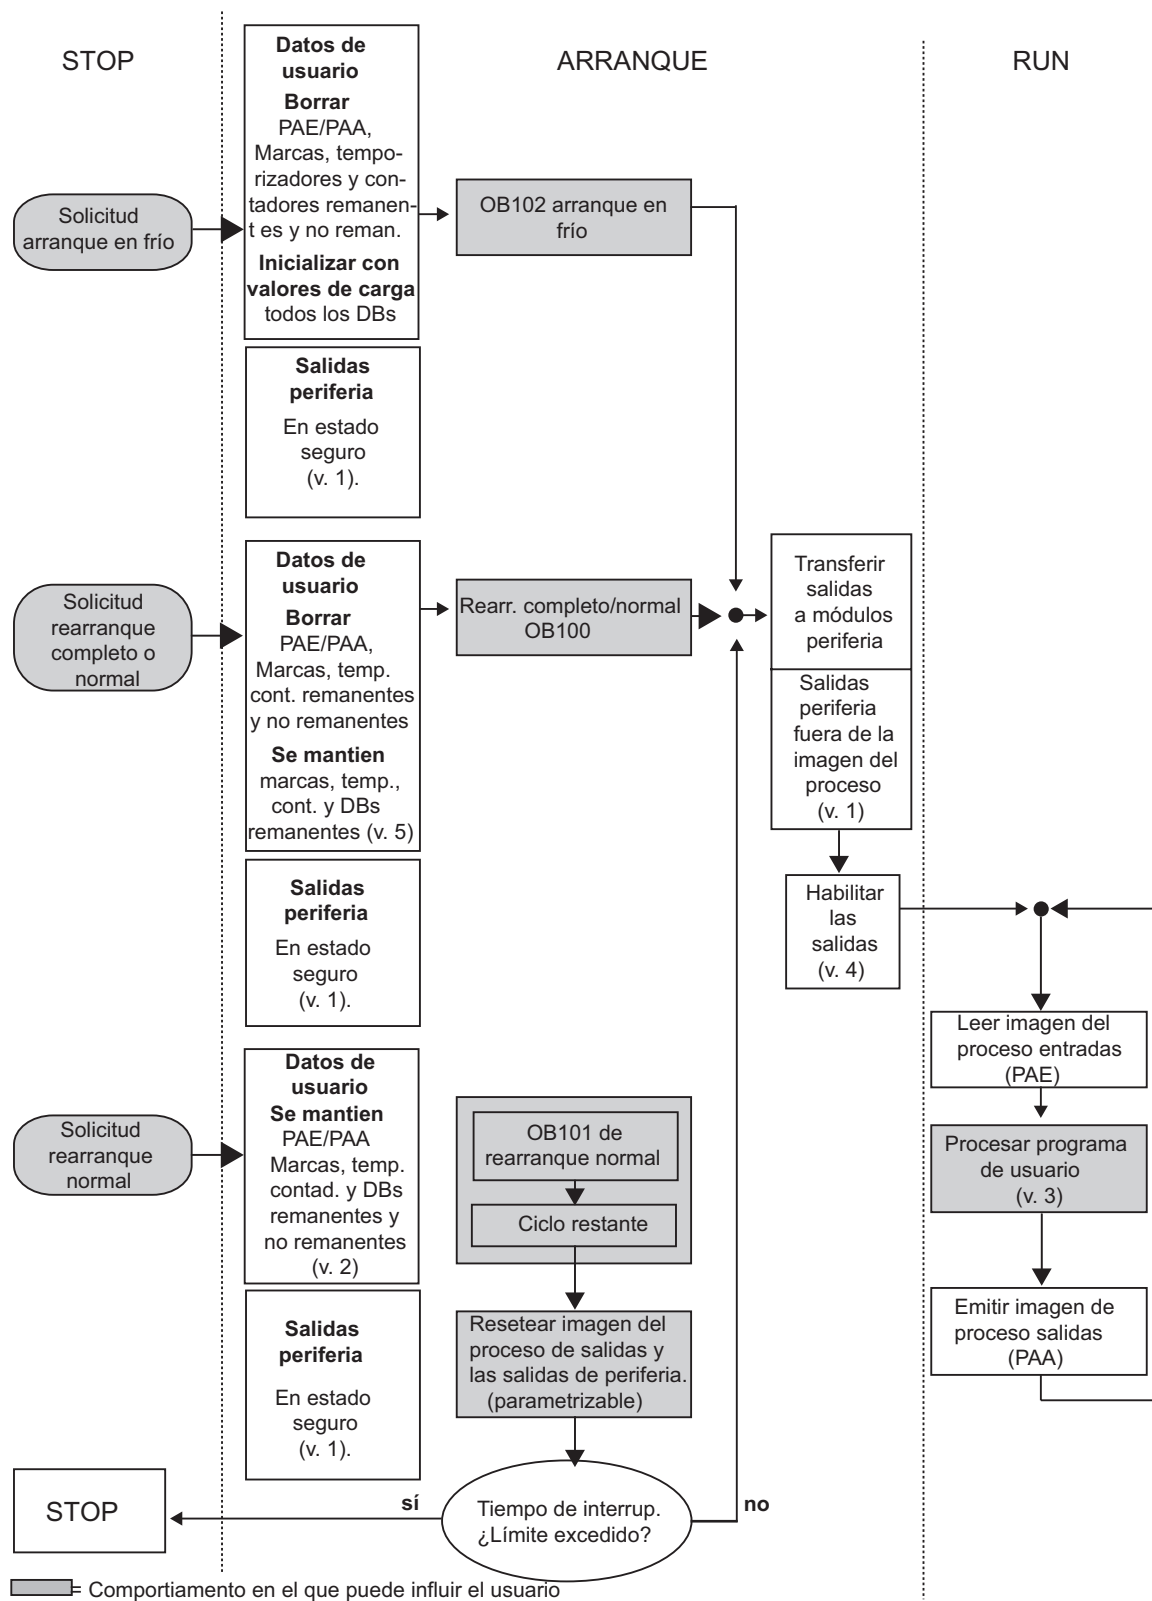 STOP
ARRANQUE
RUN
Solicitud
arranque en frío
Datos de
usuario
Borrar
PAE/PAA,
Marcas, tempo-
rizadores y con-
tadores remanen-
t es y no reman.
Inicializar con
valores de carga
todos los DBs
OB102 arranque en
frío
Salidas
periferia
En estado
seguro
(v. 1).
Solicitud
rearranque
completo o
normal
Datos de
usuario
Borrar
PAE/PAA,
Marcas, temp.
cont. remanentes
y no remanentes
Se mantien
marcas, temp.,
cont. y DBs
remanentes (v. 5)
Rearr. completo/normal
OB100
Salidas
periferia
En estado
seguro
(v. 1).
Transferir
salidas
a módulos
periferia
Salidas
periferia
fuera de la
imagen del
proceso
(v. 1)
Habilitar
las
salidas
(v. 4)
Solicitud
rearranque
normal
Datos de
usuario
Se mantien
PAE/PAA
Marcas, temp.
contad. y DBs
remanentes y
no remanentes
(v. 2)
OB101 de
rearranque normal
Ciclo restante
Resetear imagen del
proceso de salidas y
las salidas de periferia.
(parametrizable)
Salidas
periferia
En estado
seguro
(v. 1).
Leer imagen del
proceso entradas
(PAE)
Procesar programa
de usuario
(v. 3)
Emitir imagen de
proceso salidas
(PAA)
STOP
sí
Tiempo de interrup.
¿Límite excedido?
no
= Comportiamento en el que puede influir el usuario